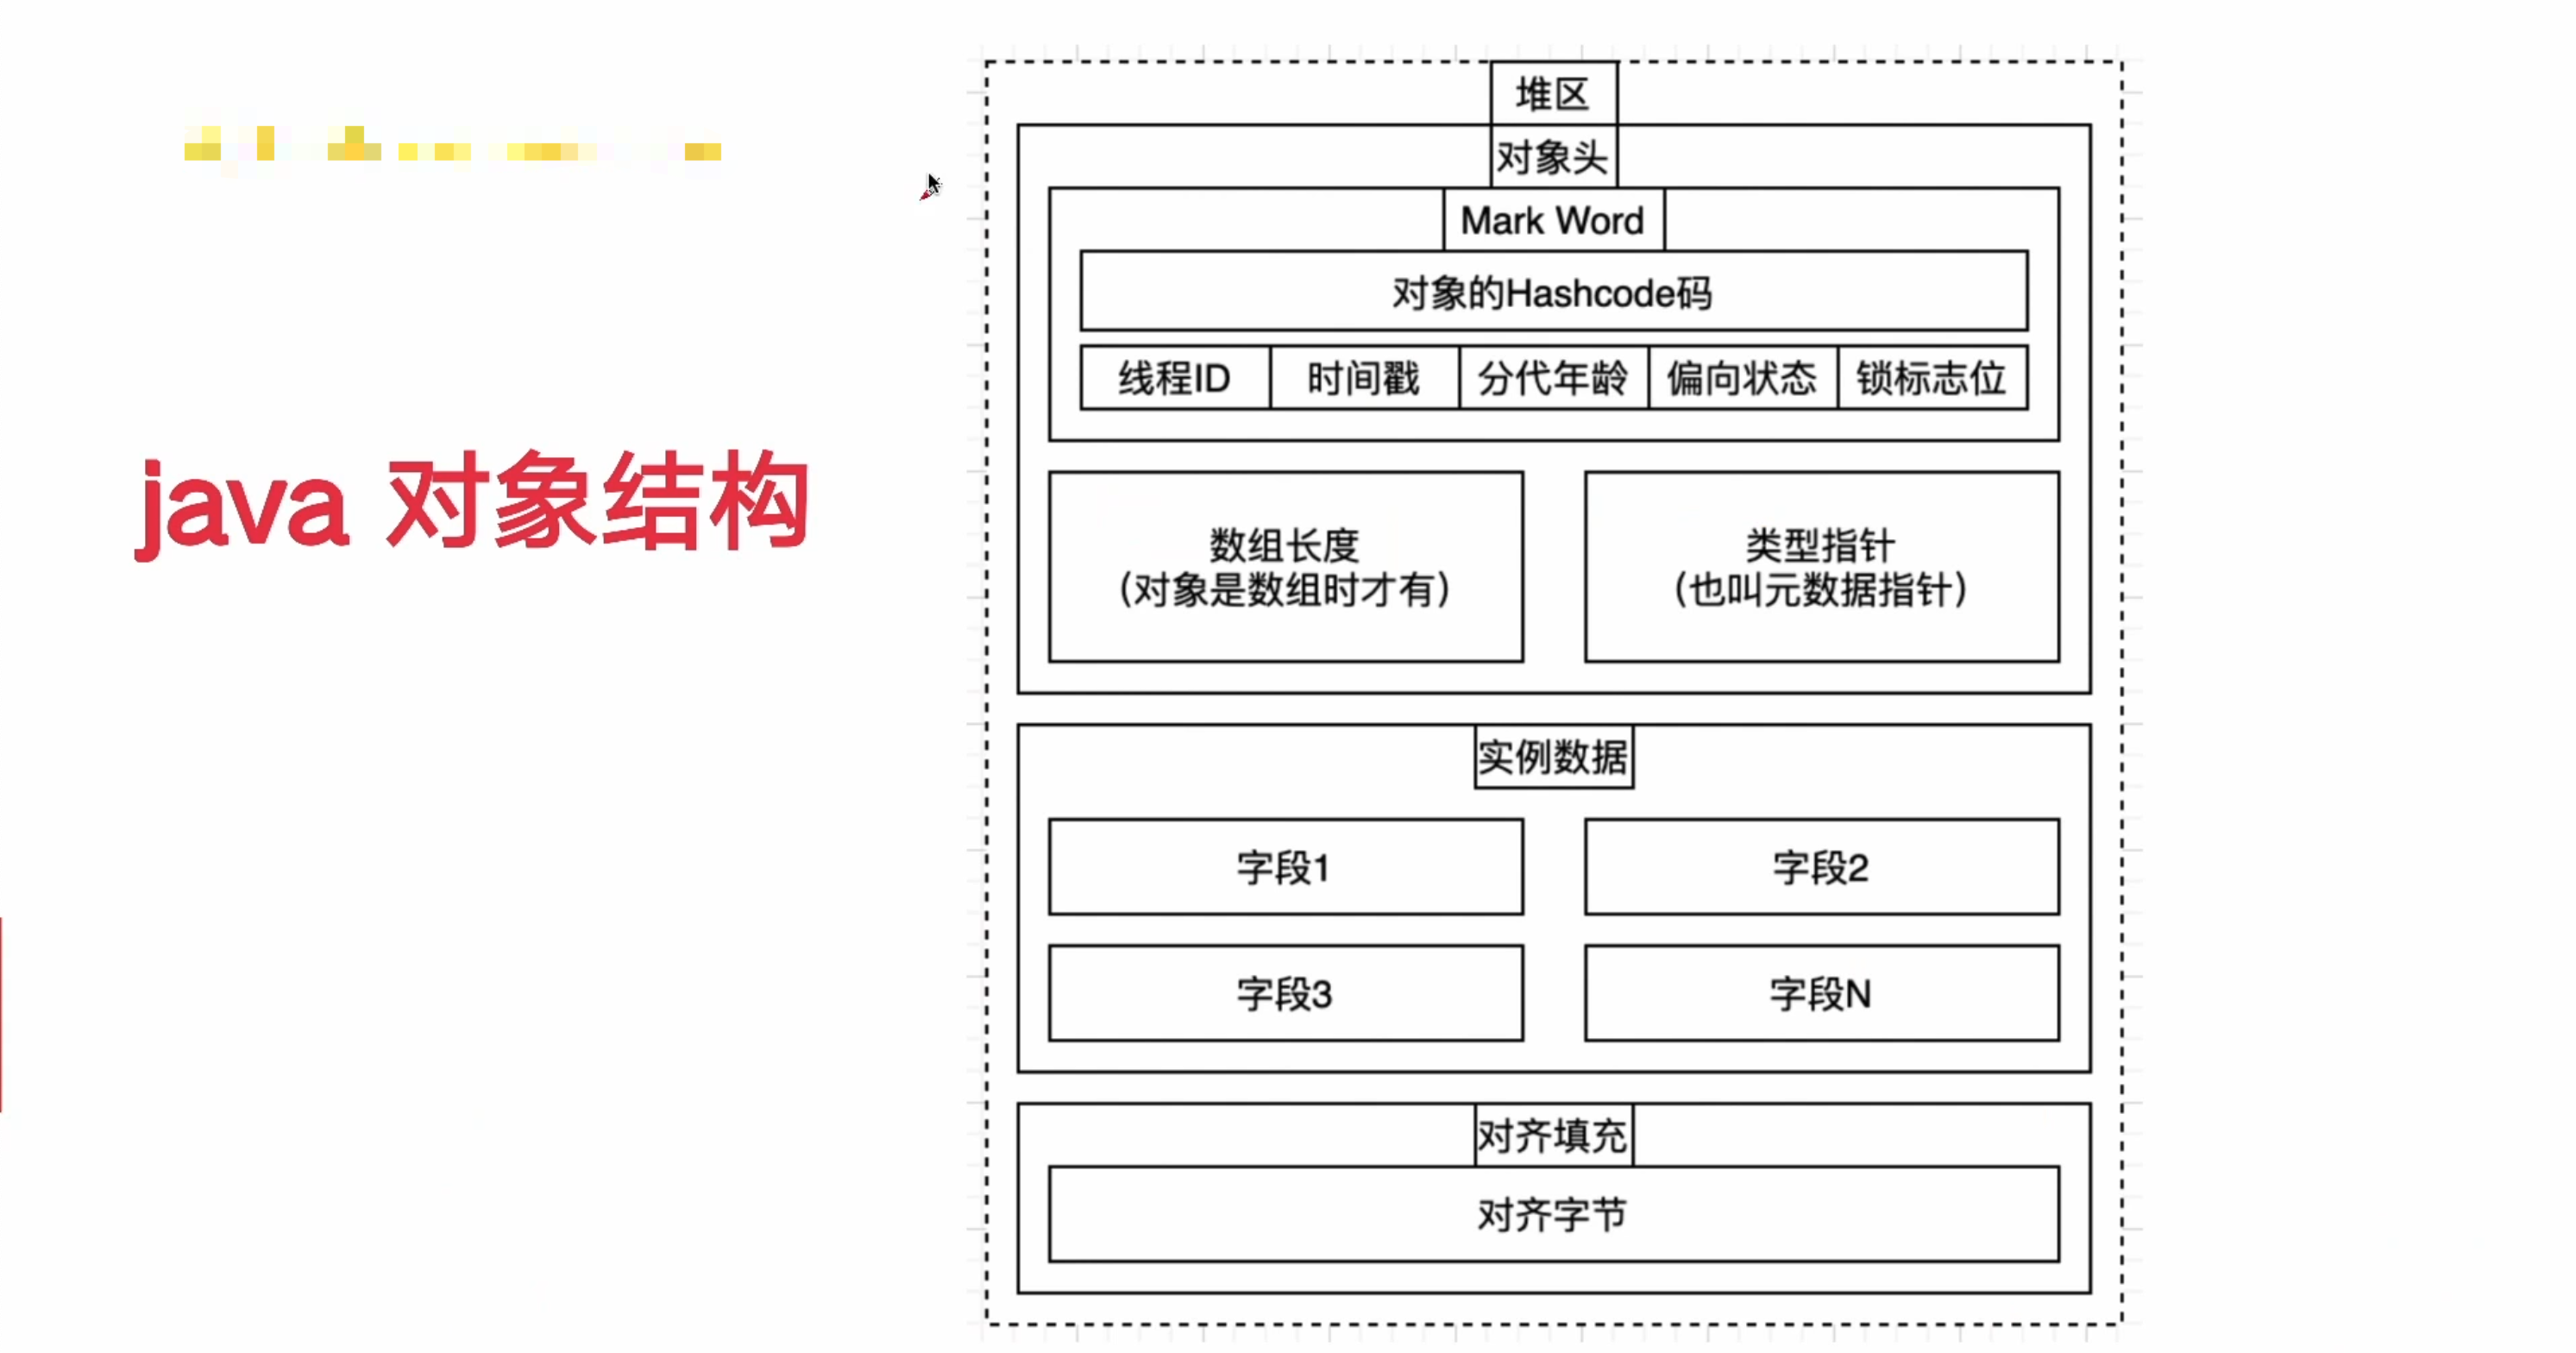 java 对象结构
堆区
对象头
Mark Word
对象的Hashcode码
线程ID 时间戳 分代年龄 偏向状态 锁标志位
数组长度
(对象是数组时才有)
类型指针
(也叫元数据指针)
实例数据
字段1 字段2
字段3 字段N
对齐填充
对齐字节